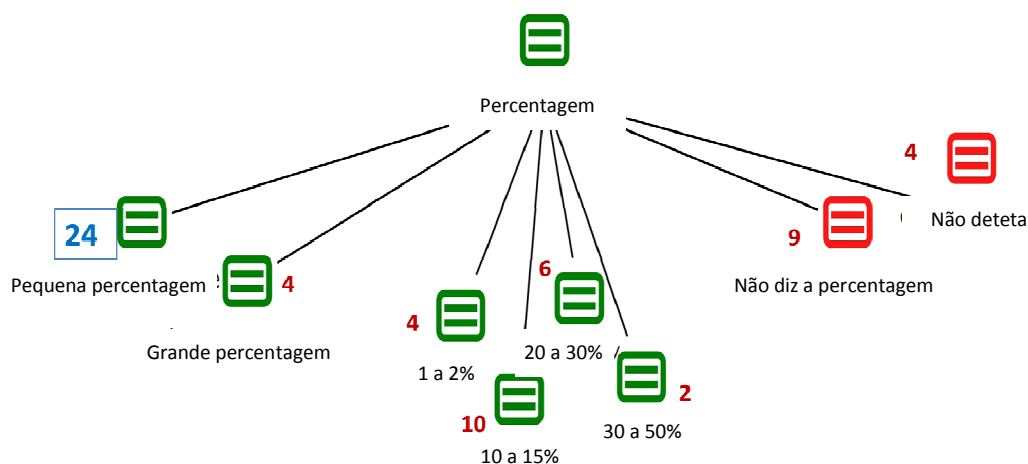 Percentagem
4
Não deteta
24
9
Pequena percentagem
4
Não diz a percentagem
6
4
Grande percentagem
20 a 30%
1 a 2%
2
10
30 a 50%
10 a 15%